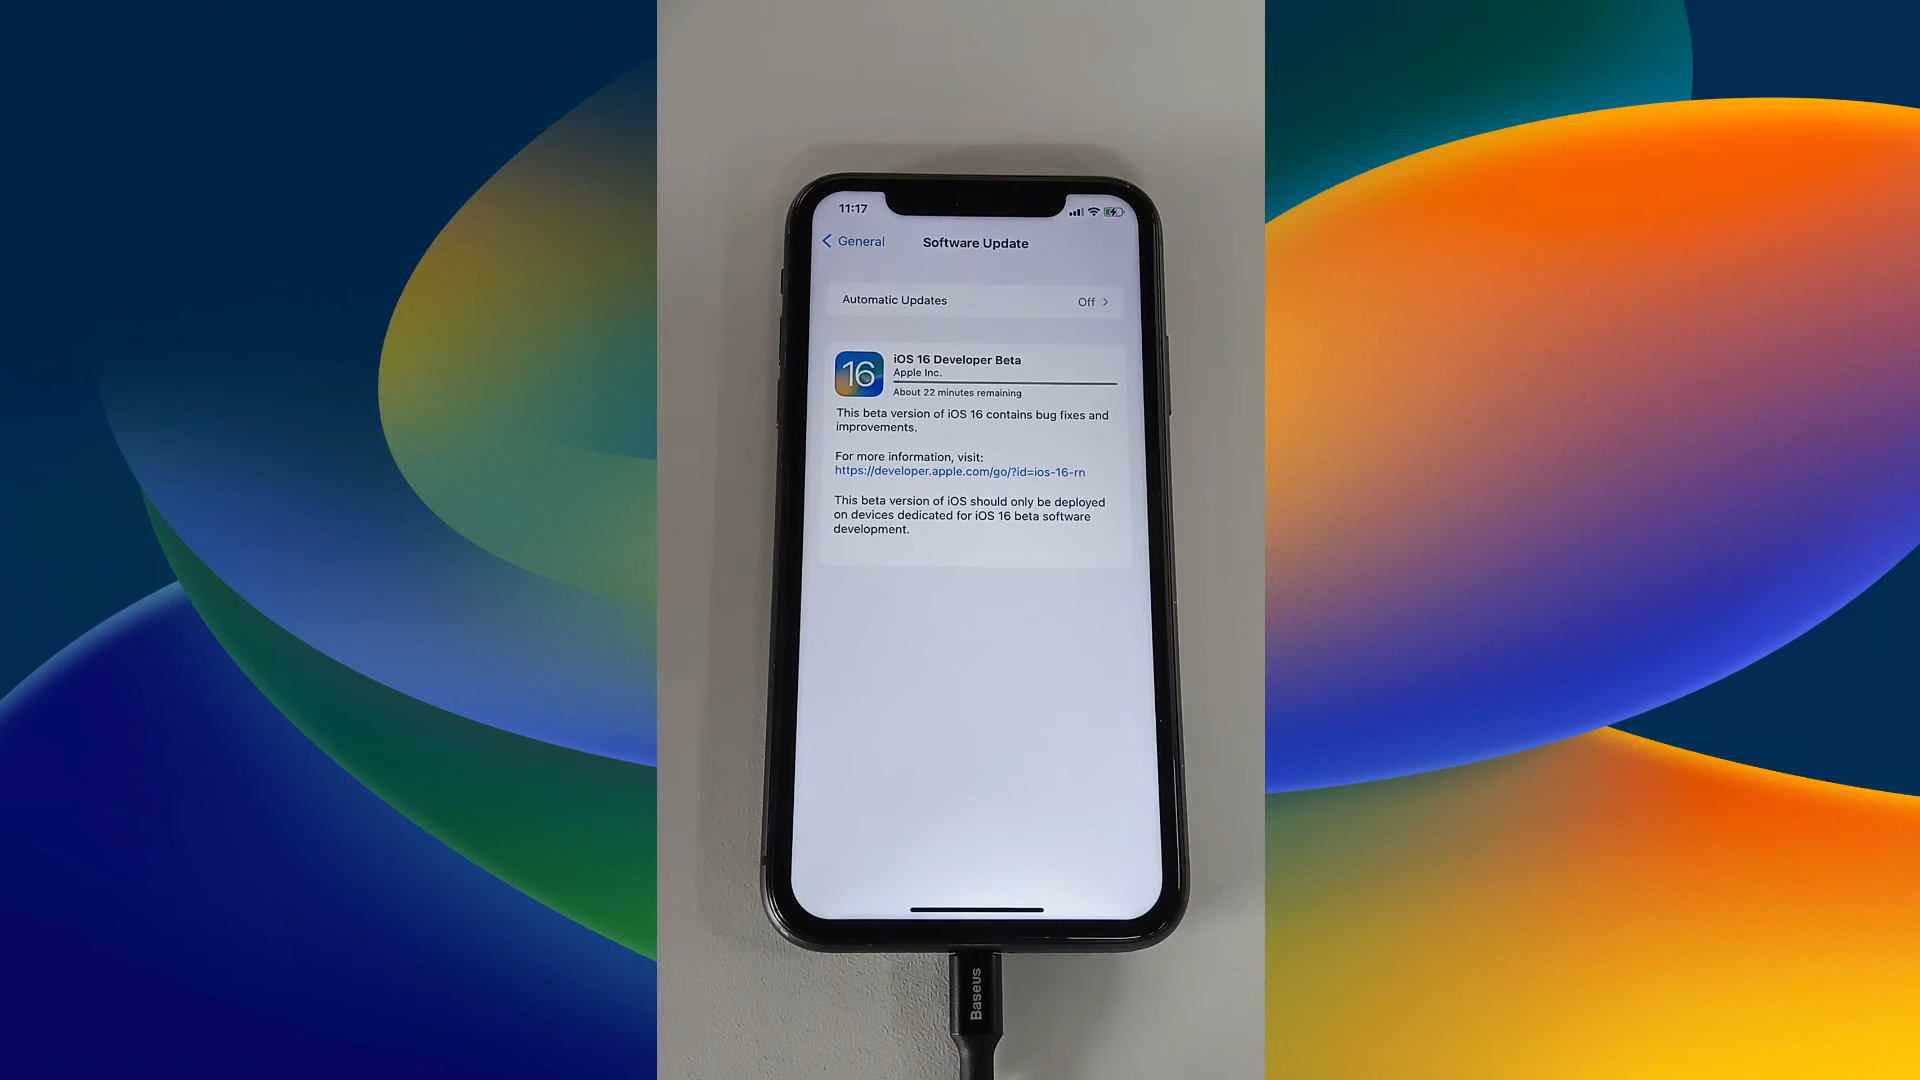 11:17
General
Software Update
Automatic Updates
Off
16
iOS 16 Developer Beta
Apple Inc.
About 22 minutes remaining
This beta version of iOS 16 contains bug fixes and
improvements.
For more information, visit:
https://developer.apple.com/go/?id=ios-16-rn
This beta version of iOS should only be deployed
on devices dedicated for iOS 16 beta software
development.
Baseus